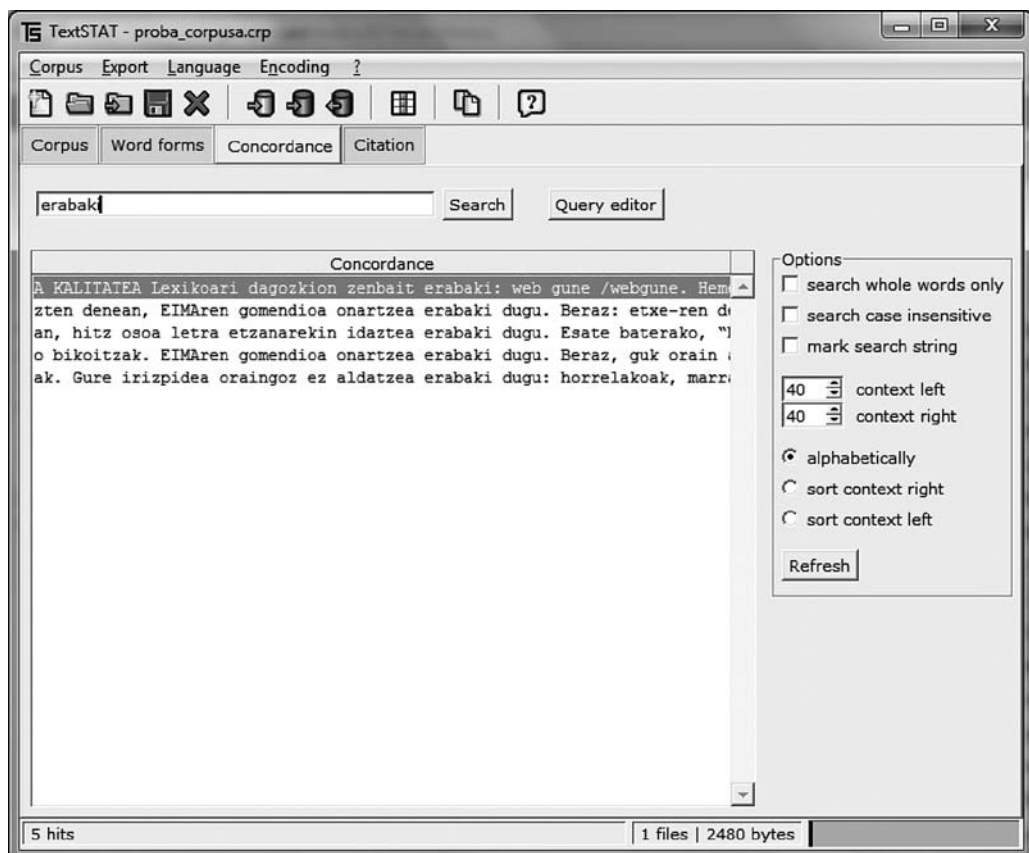 TextSTAT - proba_corpusa.crp
Corpus Export Language Encoding ?
Corpus Word forms Concordance Citation
erabaki Search Query editor
Concordance
A KALITATEA Lexikoari dagozkion zenbait erabaki: web gune /webgune. Heme
zten denean, EIMAren gomendioa onartzea erabaki dugu. Beraz: etxe-ren de
an, hitz osoa letra etzanarekin idaztea erabaki dugu. Esate baterako, “
o bikoitzak. EIMAren gomendioa onartzea erabaki dugu. Beraz, guk orain
ak. Gure irizpidea oraingoz ez aldatzea erabaki dugu: horrelakoak, marra
Options
search whole words only
search case insensitive
mark search string
40 context left
40 context right
alphabetically
sort context right
sort context left
Refresh
5 hits 1 files | 2480 bytes